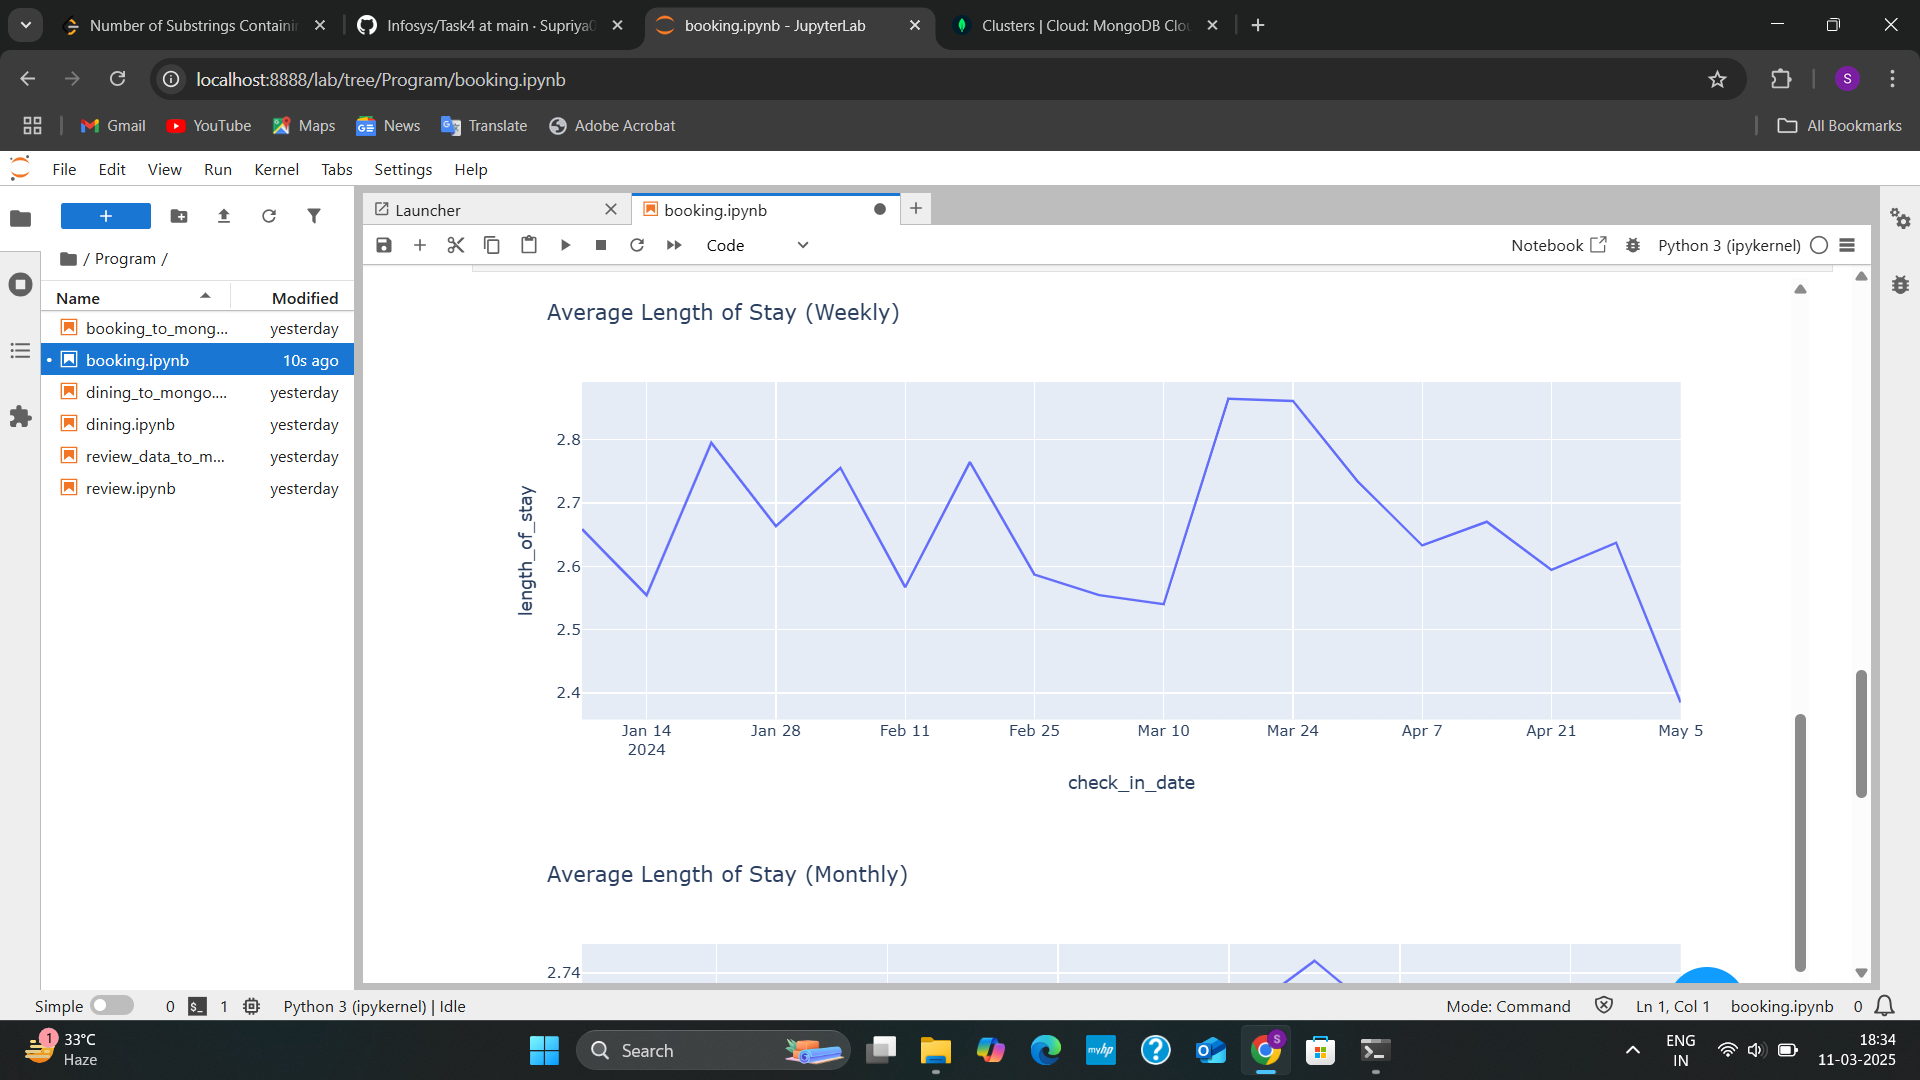 Number of Substrings Containin
Infosys/Task4 at main · Supriya0
booking.ipynb - JupyterLab
Clusters | Cloud: MongoDB Clou
localhost:8888/lab/tree/Program/booking.ipynb
S
Gmail
YouTube
Maps
News
Translate
Adobe Acrobat
All Bookmarks
File Edit View Run Kernel Tabs Settings Help
Launcher
booking.ipynb
Code
Notebook
Python 3 (ipykernel)
/ Program /
Name Modified
booking_to_mong... yesterday
booking.ipynb 10s ago
dining_to_mongo.... yesterday
dining.ipynb yesterday
review_data_to_m... yesterday
review.ipynb yesterday
Average Length of Stay (Weekly)
2.8
2.7
2.6
2.5
2.4
length_of_stay
Jan 14 Jan 28 Feb 11 Feb 25 Mar 10 Mar 24 Apr 7 Apr 21 May 5
2024
check_in_date
Average Length of Stay (Monthly)
2.74
Simple 0 $_ 1 Python 3 (ipykernel) | Idle
Mode: Command Ln 1, Col 1 booking.ipynb 0
1
33°C
Haze
Search
myhp
S
ENG
IN
18:34
11-03-2025